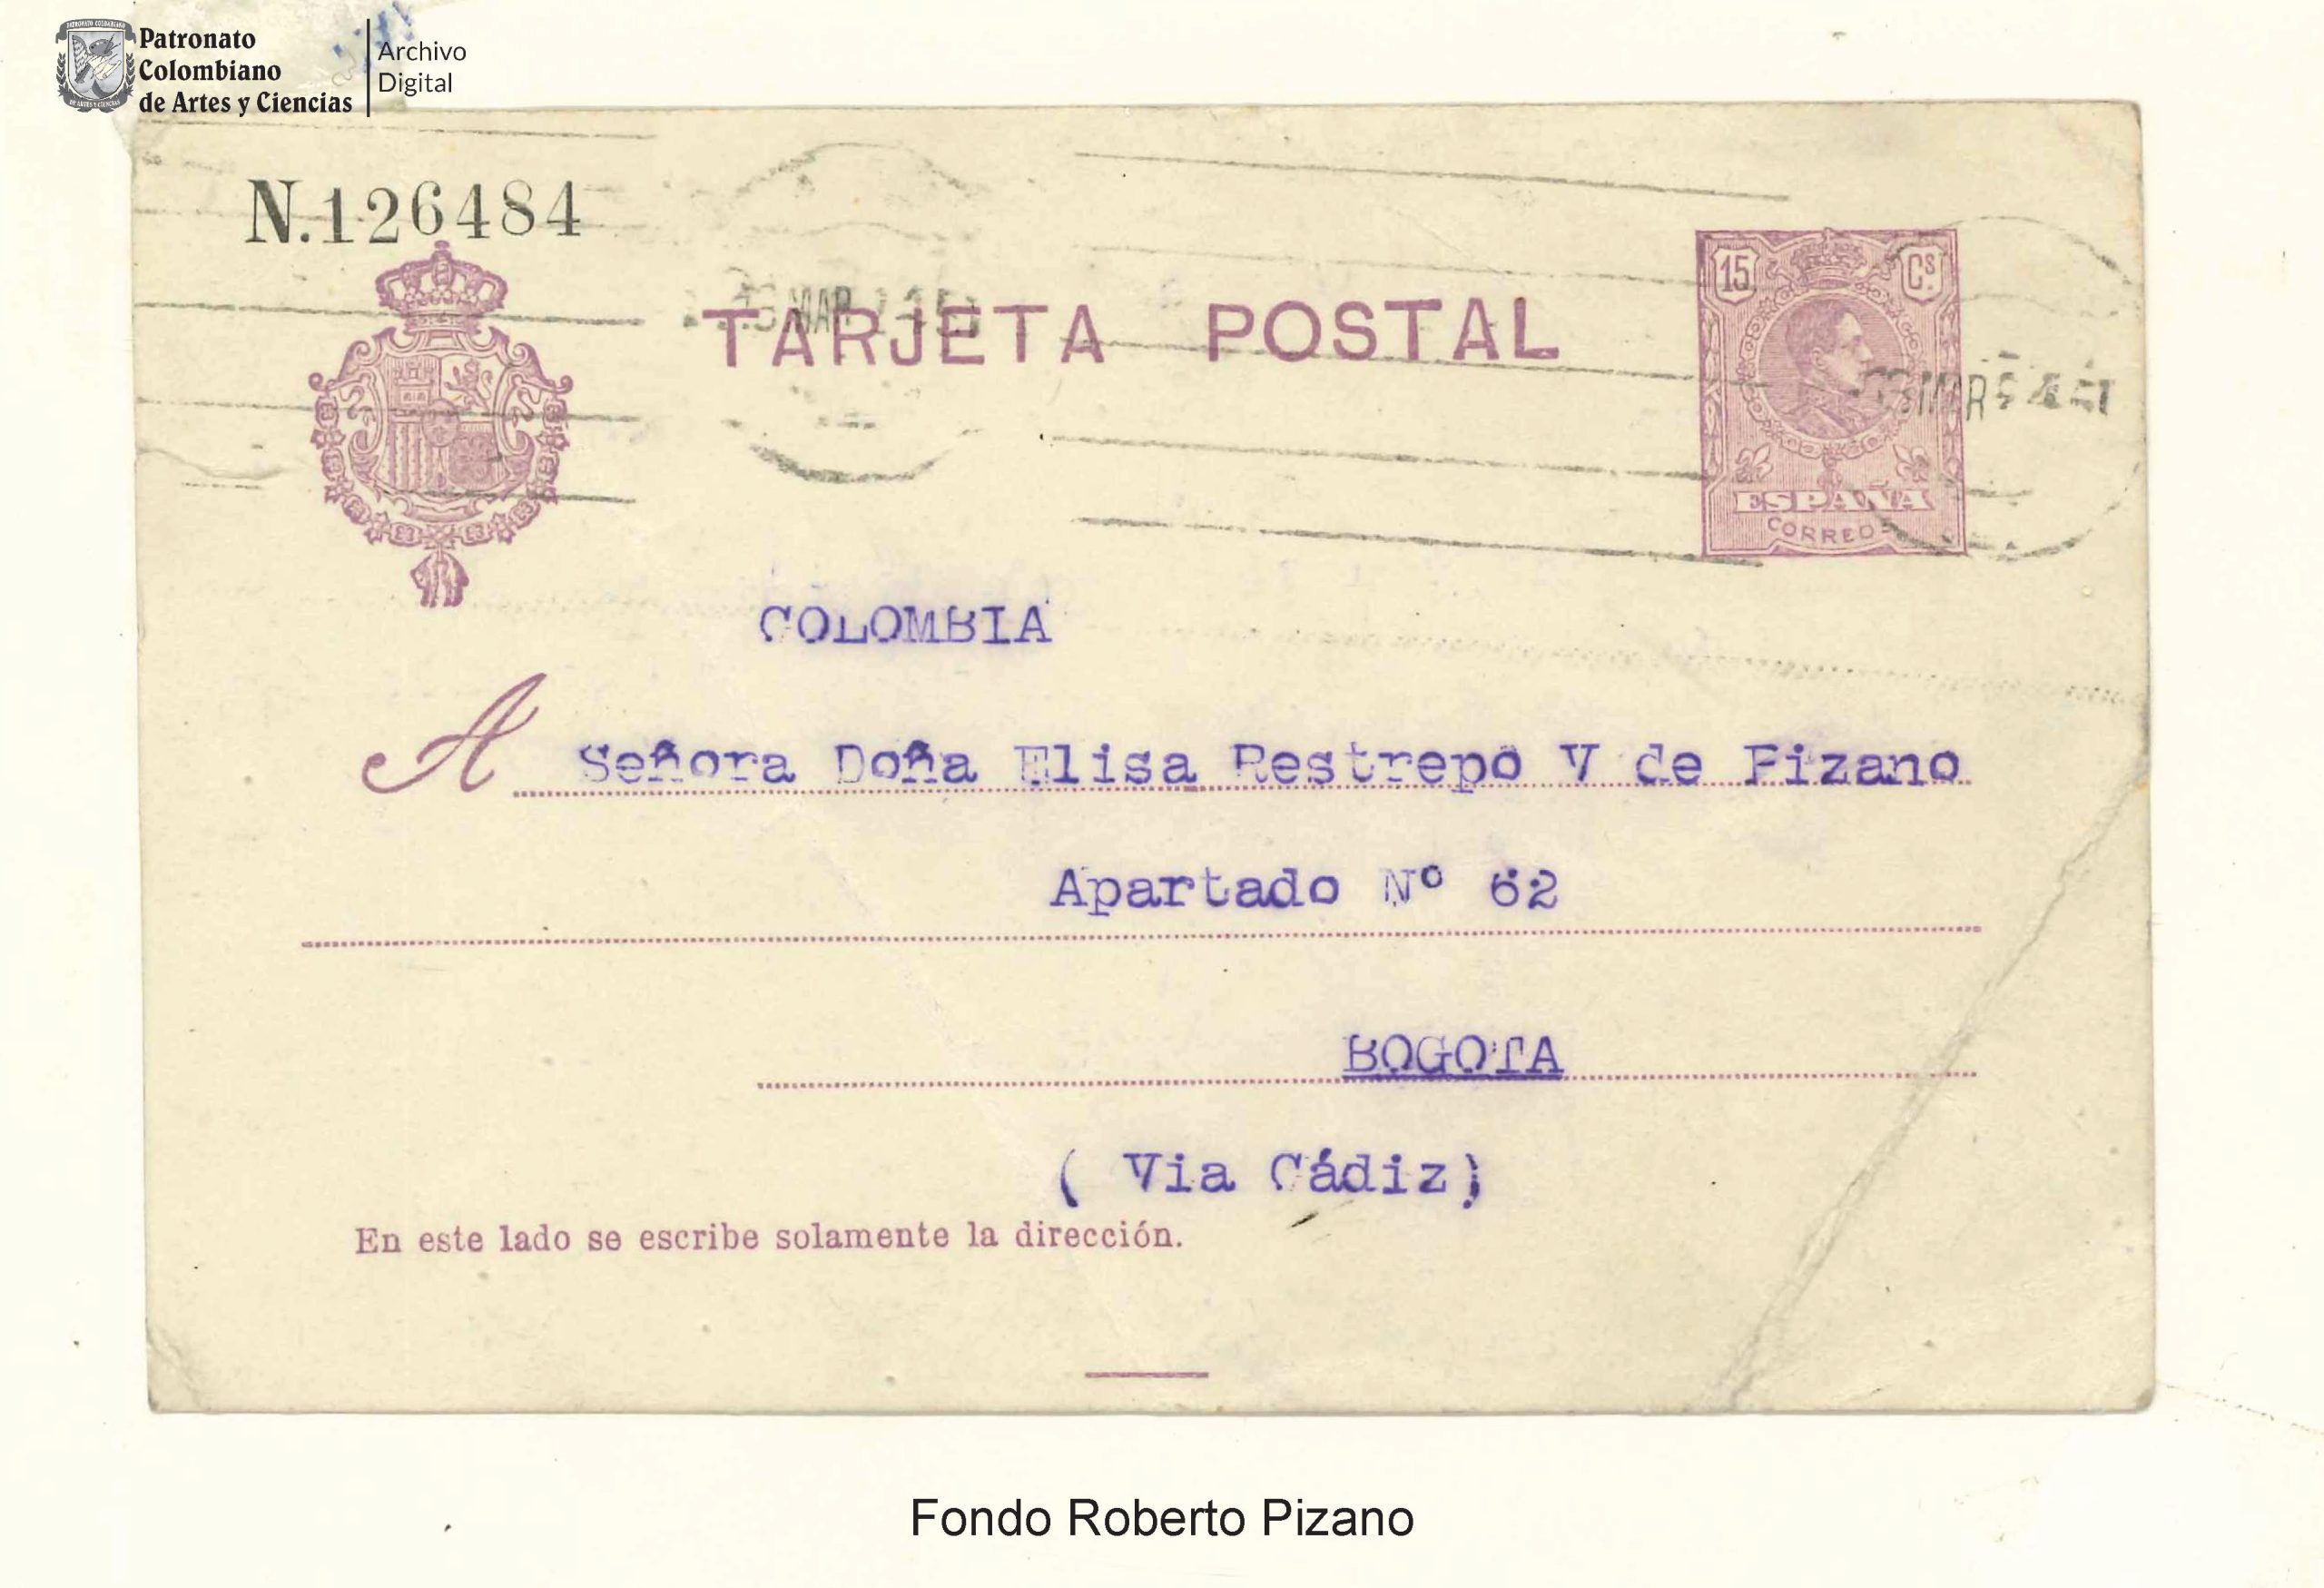 Patronato
Colombiano
de Artes y Ciencias
Archivo
Digital
N.126484
TARJETA POSTAL
MAR
15 Cs
ESPAÑA
CORREOS
COLOMBIA
A Señora Doña Elisa Restrepo V de Pizano
Apartado Nº 62
BOGOTA
( Via Cádiz)
En este lado se escribe solamente la dirección.
Fondo Roberto Pizano